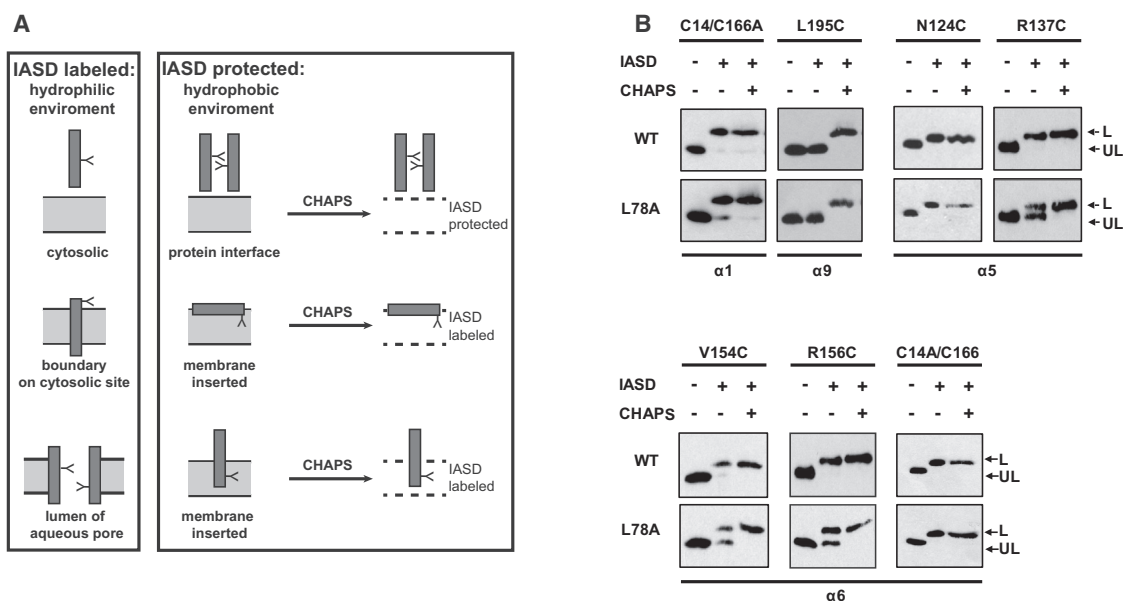 A
IASD labeled:
hydrophilic
enviroment
cytosolic
boundary
on cytosolic site
lumen of
aqueous pore
IASD protected:
hydrophobic
enviroment
CHAPS
IASD
protected
protein interface
CHAPS
IASD
labeled
membrane
inserted
CHAPS
IASD
labeled
membrane
inserted
B
C14/C166A L195C N124C R137C
IASD - + + - + + - + + - + +
CHAPS - - + - - + - - + - - +
WT L UL
L78A L UL
α1 α9 α5
V154C R156C C14A/C166
IASD - + + - + + - + +
CHAPS - - + - - + - - +
WT L UL
L78A L UL
α6